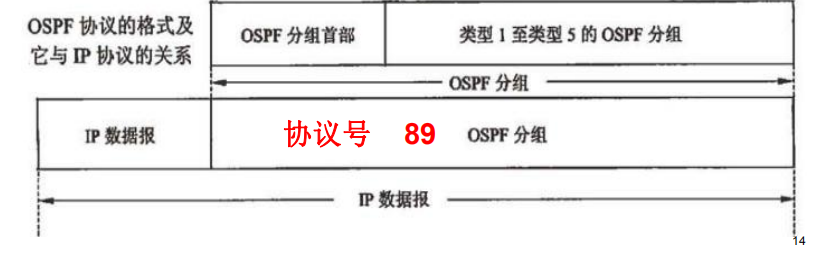 OSPF 协议的格式及
它与 IP 协议的关系
OSPF 分组首部
类型 1 至类型 5 的 OSPF 分组
OSPF 分组
IP 数据报
协议号 89
OSPF 分组
IP 数据报
14